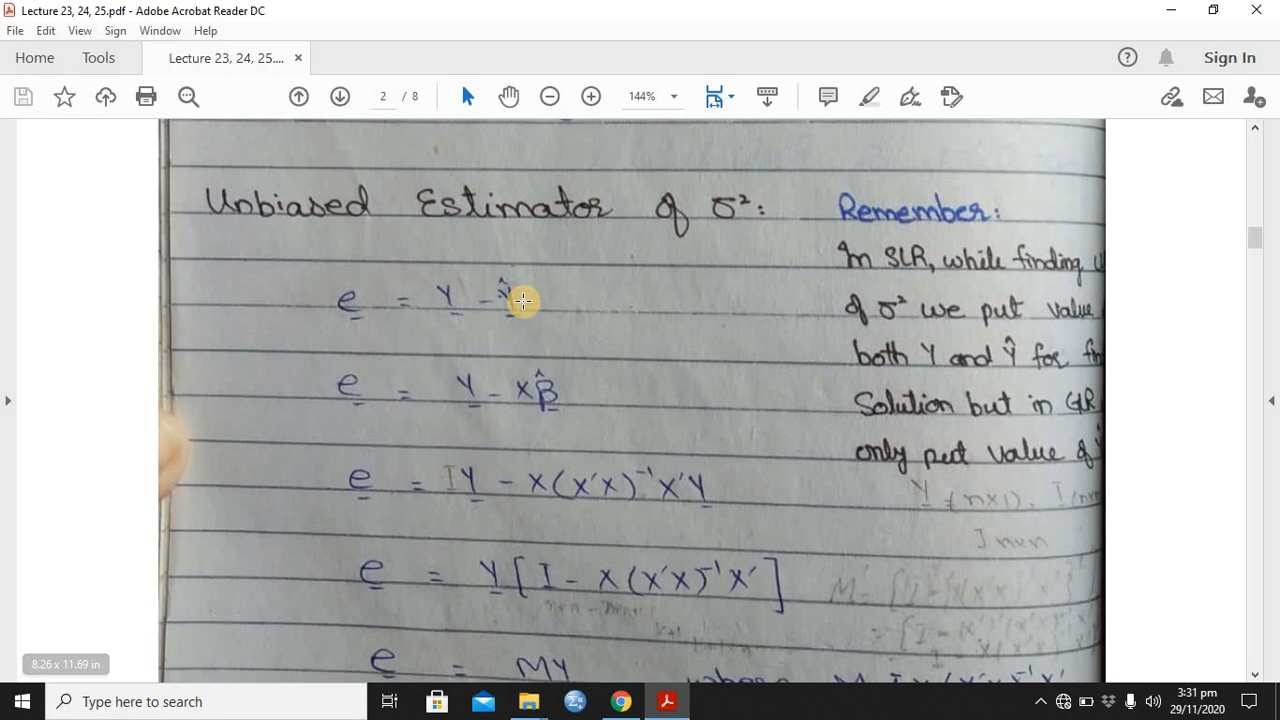 Lecture 23, 24, 25.pdf - Adobe Acrobat Reader DC
File Edit View Sign Window Help
Home Tools Lecture 23, 24, 25.... × Sign In
2 / 8 144%
Unbiased Estimator of σ²:
Remember:
In SLR, while finding
e = Y - Ŷ
of σ² we put value
both Y and Ŷ for
e = Y - Xβ̂
Solution but in GLR
only put value of
e = IY - X(X'X)⁻¹X'Y
Y (n×1), I (n×n
I n×n
e = Y[I - X(X'X)⁻¹X']
e = MY where
8.26 x 11.69 in
Type here to search
3:31 pm
29/11/2020